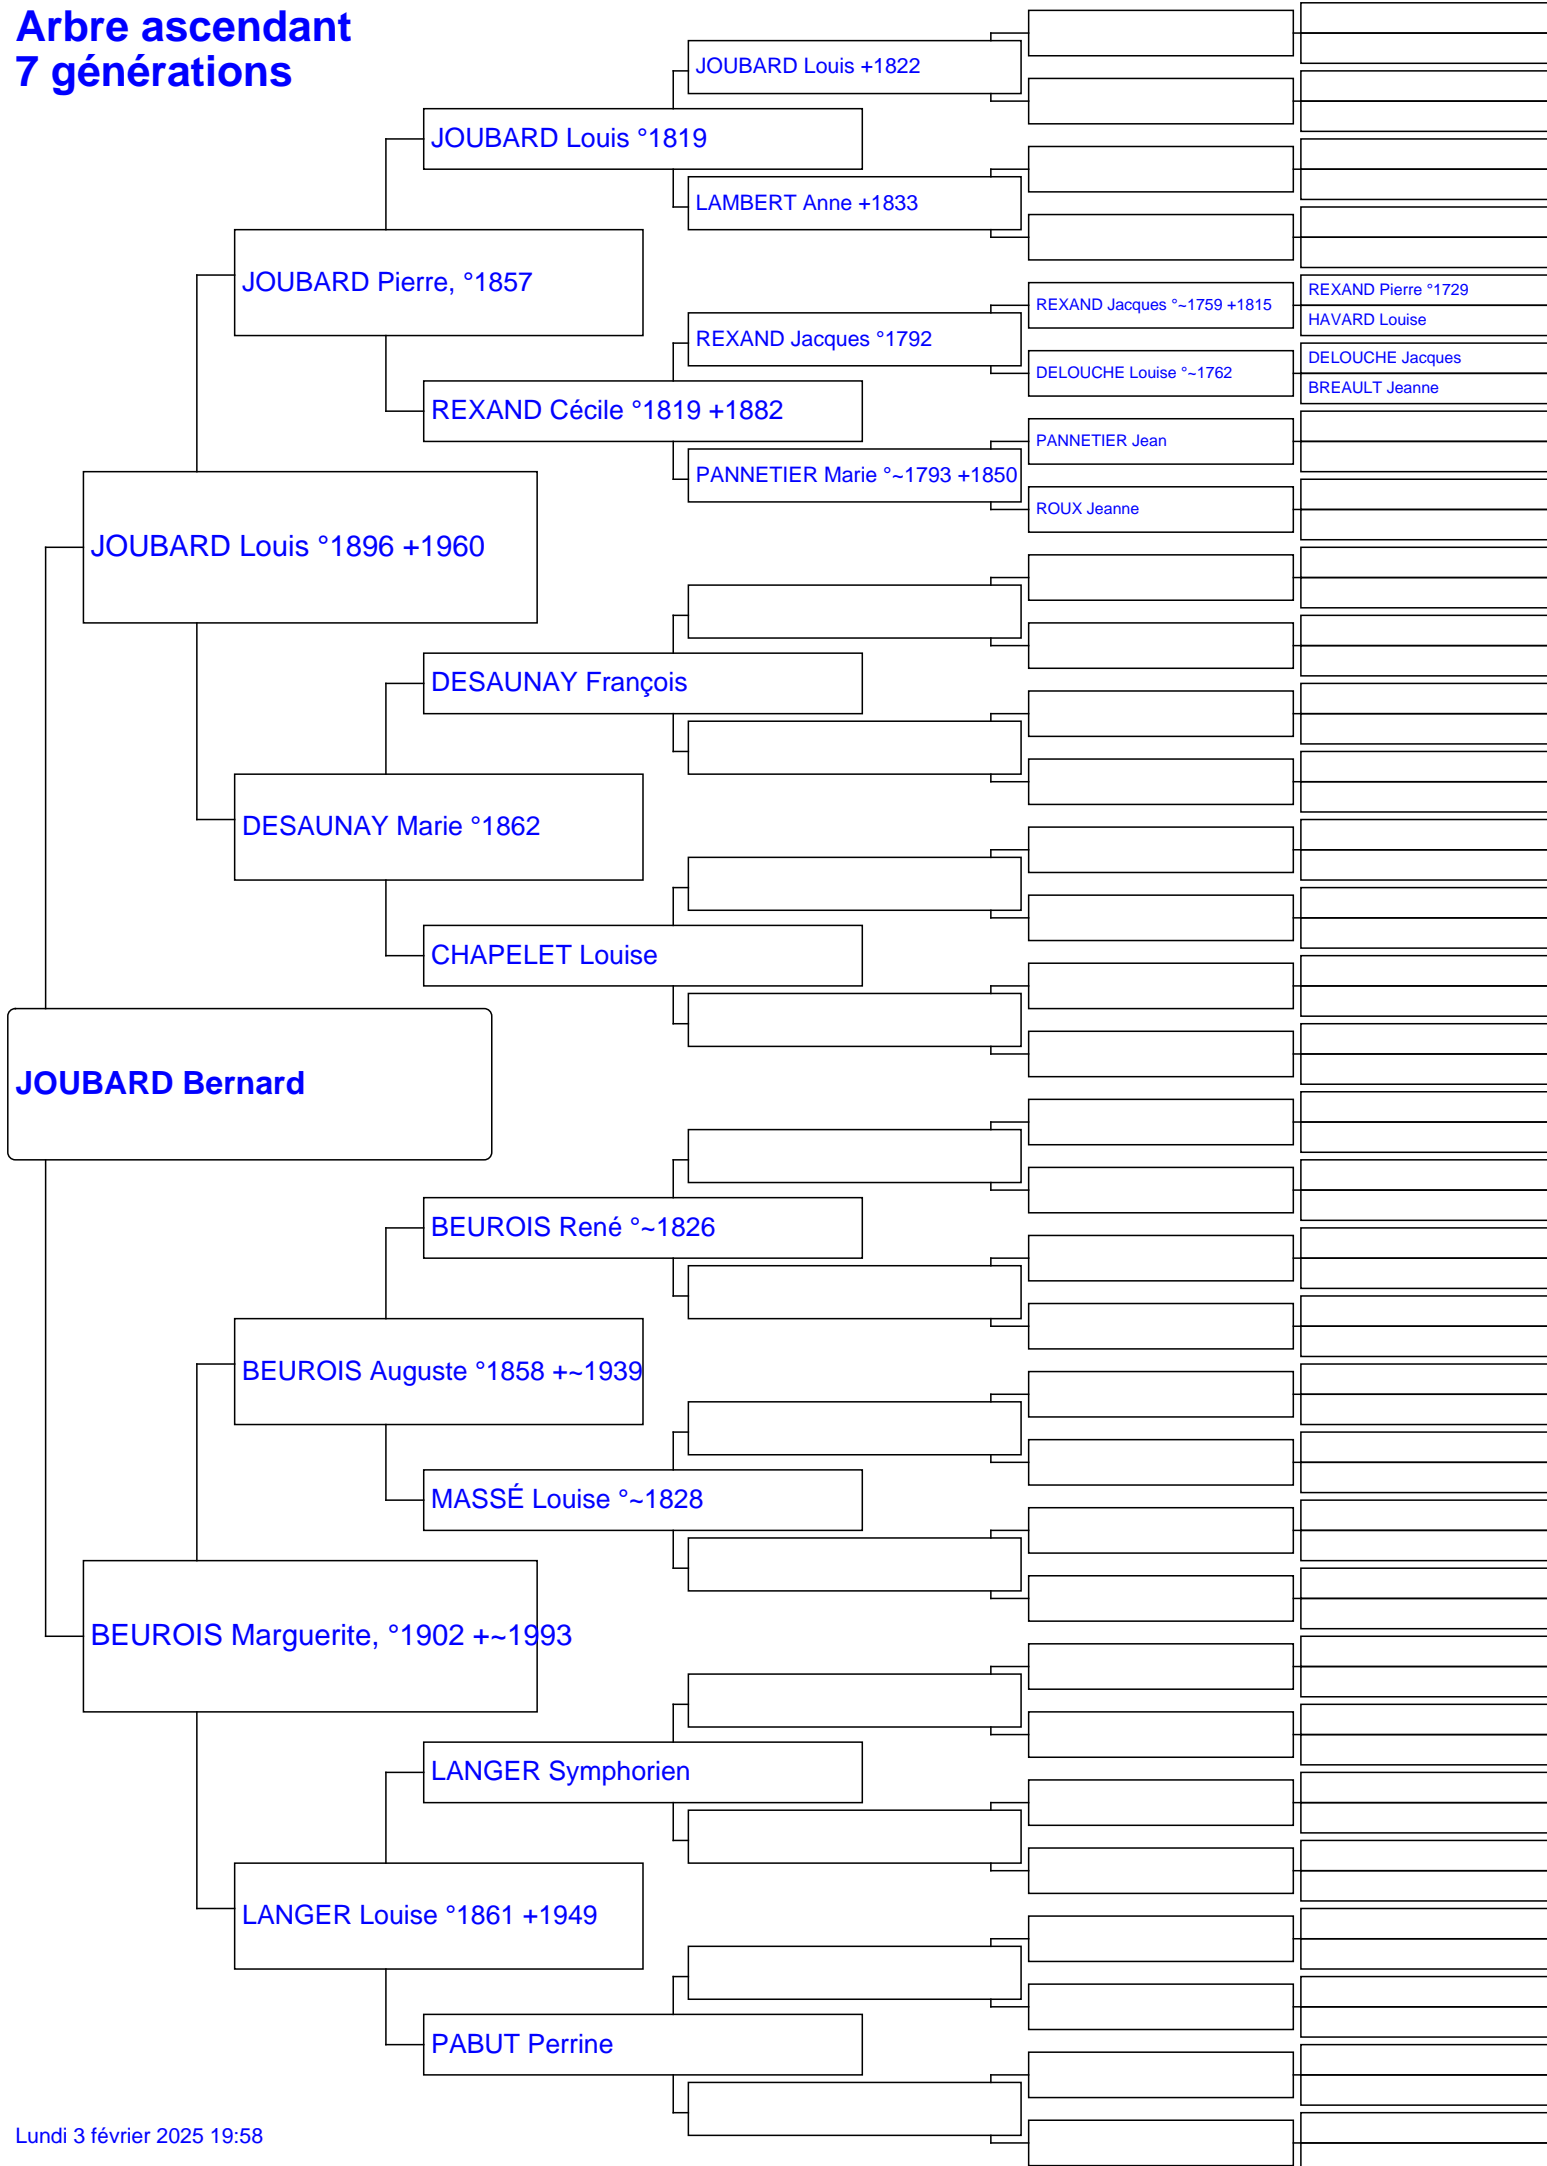 Arbre ascendant
7 générations
JOUBARD Louis +1822
JOUBARD Louis °1819
LAMBERT Anne +1833
JOUBARD Pierre, °1857
REXAND Pierre °1729
REXAND Jacques °~1759 +1815
HAVARD Louise
REXAND Jacques °1792
DELOUCHE Jacques
DELOUCHE Louise °~1762
BREAULT Jeanne
REXAND Cécile °1819 +1882
PANNETIER Jean
PANNETIER Marie °~1793 +1850
ROUX Jeanne
JOUBARD Louis °1896 +1960
DESAUNAY François
DESAUNAY Marie °1862
CHAPELET Louise
JOUBARD Bernard
BEUROIS René °~1826
BEUROIS Auguste °1858 +~1939
MASSÉ Louise °~1828
BEUROIS Marguerite, °1902 +~1993
LANGER Symphorien
LANGER Louise °1861 +1949
PABUT Perrine
Lundi 3 février 2025 19:58